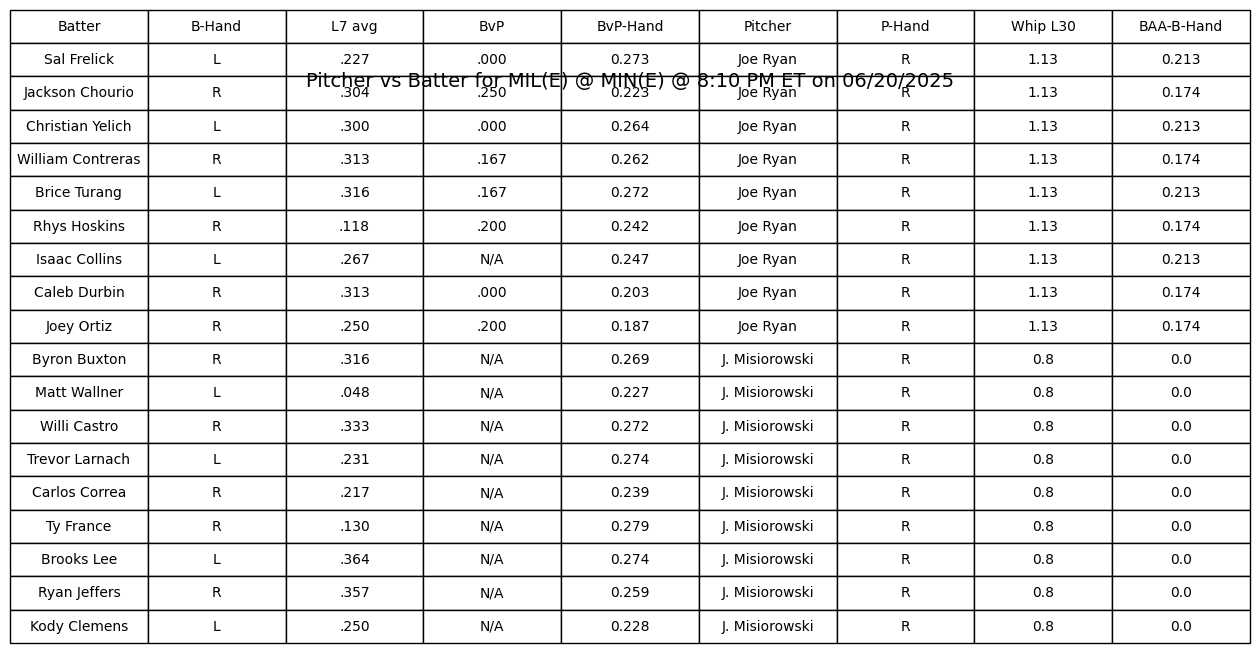 Batter B-Hand L7 avg BvP BvP-Hand Pitcher P-Hand Whip L30 BAA-B-Hand
Sal Frelick L .227 .000 0.273 Joe Ryan R 1.13 0.213
Pitcher vs Batter for MIL(E) @ MIN(E) @ 8:10 PM ET on 06/20/2025
Jackson Chourio R .304 .250 0.223 Joe Ryan R 1.13 0.174
Christian Yelich L .300 .000 0.264 Joe Ryan R 1.13 0.213
William Contreras R .313 .167 0.262 Joe Ryan R 1.13 0.174
Brice Turang L .316 .167 0.272 Joe Ryan R 1.13 0.213
Rhys Hoskins R .118 .200 0.242 Joe Ryan R 1.13 0.174
Isaac Collins L .267 N/A 0.247 Joe Ryan R 1.13 0.213
Caleb Durbin R .313 .000 0.203 Joe Ryan R 1.13 0.174
Joey Ortiz R .250 .200 0.187 Joe Ryan R 1.13 0.174
Byron Buxton R .316 N/A 0.269 J. Misiorowski R 0.8 0.0
Matt Wallner L .048 N/A 0.227 J. Misiorowski R 0.8 0.0
Willi Castro R .333 N/A 0.272 J. Misiorowski R 0.8 0.0
Trevor Larnach L .231 N/A 0.274 J. Misiorowski R 0.8 0.0
Carlos Correa R .217 N/A 0.239 J. Misiorowski R 0.8 0.0
Ty France R .130 N/A 0.279 J. Misiorowski R 0.8 0.0
Brooks Lee L .364 N/A 0.274 J. Misiorowski R 0.8 0.0
Ryan Jeffers R .357 N/A 0.259 J. Misiorowski R 0.8 0.0
Kody Clemens L .250 N/A 0.228 J. Misiorowski R 0.8 0.0